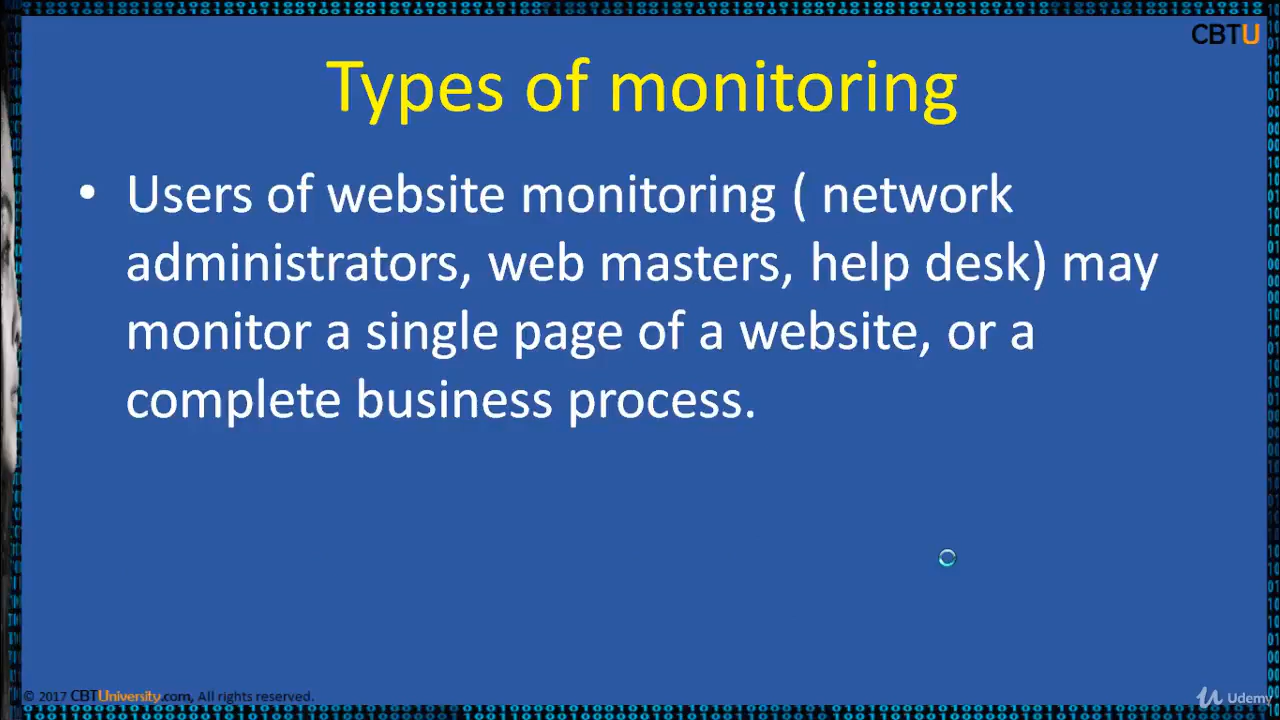 CBTU
Types of monitoring
• Users of website monitoring ( network
administrators, web masters, help desk) may
monitor a single page of a website, or a
complete business process.
© 2017 CBTUniversity.com, All rights reserved.
Udemy